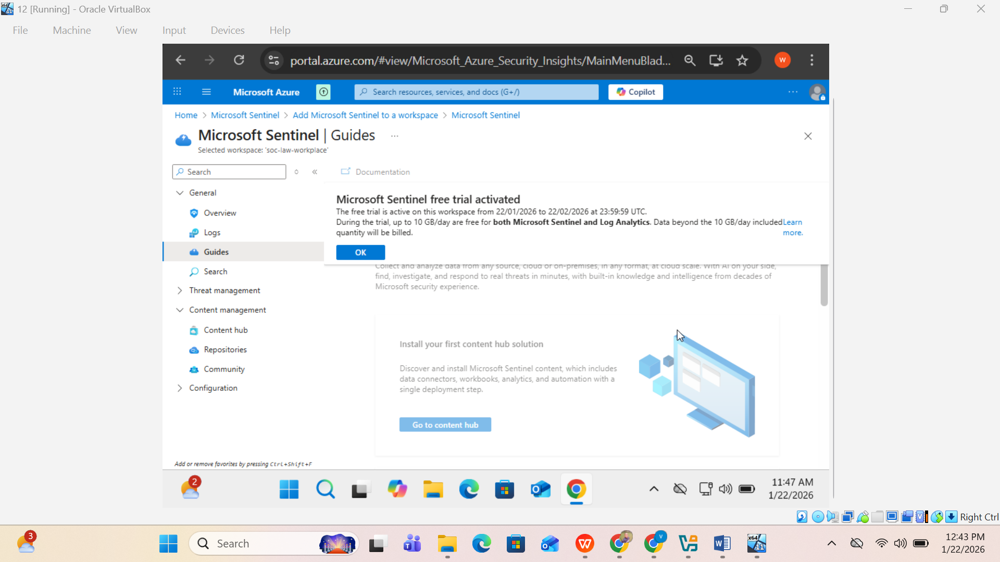 12 [Running] - Oracle VirtualBox
File Machine View Input Devices Help
portal.azure.com/#view/Microsoft_Azure_Security_Insights/MainMenuBlad...
W
Microsoft Azure
Search resources, services, and docs (G+/)
Copilot
...
Home > Microsoft Sentinel > Add Microsoft Sentinel to a workspace > Microsoft Sentinel
Microsoft Sentinel | Guides ...
Selected workspace: 'soc-law-workplace'
Search
«
Documentation
General
Overview
Logs
Guides
Search
Threat management
Content management
Content hub
Repositories
Community
Configuration
Microsoft Sentinel free trial activated
The free trial is active on this workspace from 22/01/2026 to 22/02/2026 at 23:59:59 UTC.
During the trial, up to 10 GB/day are free for both Microsoft Sentinel and Log Analytics. Data beyond the 10 GB/day included Learn
quantity will be billed. more.
OK
Collect and analyze data from any source, cloud or on-premises, in any format, at cloud scale. With AI on your side,
find, investigate, and respond to real threats in minutes, with built-in knowledge and intelligence from decades of
Microsoft security experience.
Install your first content hub solution
Discover and install Microsoft Sentinel content, which includes
data connectors, workbooks, analytics, and automation with a
single deployment step.
Go to content hub
Add or remove favorites by pressing Ctrl+Shift+F
2
11:47 AM
1/22/2026
Right Ctrl
3
Search
x64
11
12:43 PM
1/22/2026